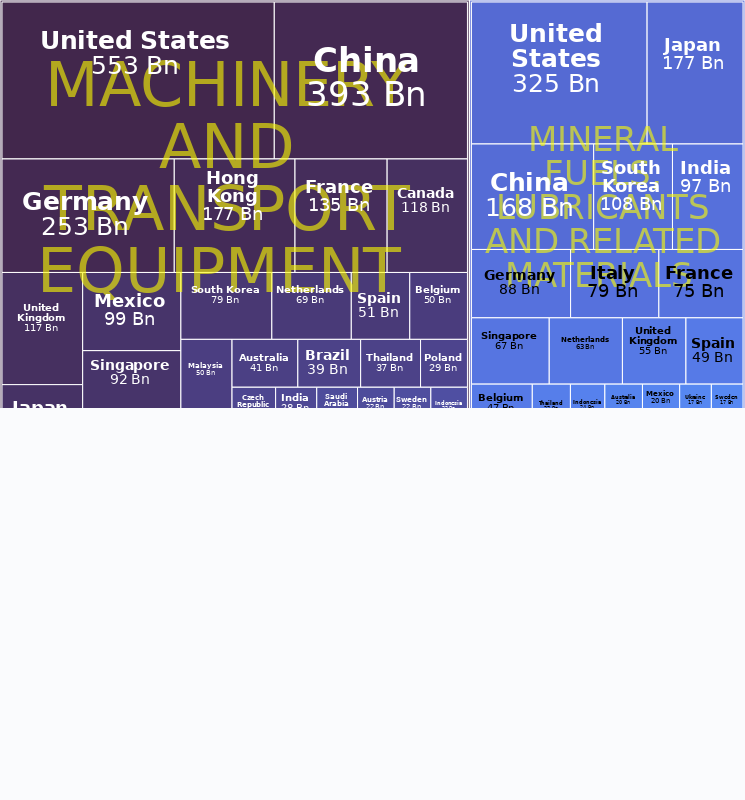 MACHINERY
AND
TRANSPORT
EQUIPMENT
United States
553 Bn
China
393 Bn
Germany
253 Bn
Hong
Kong
177 Bn
France
135 Bn
Canada
118 Bn
United
Kingdom
117 Bn
Mexico
99 Bn
Singapore
92 Bn
Japan
South Korea
79 Bn
Netherlands
69 Bn
Spain
51 Bn
Belgium
50 Bn
Malaysia
50 Bn
Australia
41 Bn
Brazil
39 Bn
Thailand
37 Bn
Poland
29 Bn
Czech
Republic
India
28 Bn
Saudi
Arabia
Austria
22 Bn
Sweden
22 Bn
Indonesia
MINERAL
FUELS,
LUBRICANTS
AND RELATED
MATERIALS
United
States
325 Bn
Japan
177 Bn
China
168 Bn
South
Korea
108 Bn
India
97 Bn
Germany
88 Bn
Italy
79 Bn
France
75 Bn
Singapore
67 Bn
Netherlands
63 Bn
United
Kingdom
55 Bn
Spain
49 Bn
Belgium
47 Bn
Thailand
Indonesia
Australia
20 Bn
Mexico
20 Bn
Ukraine
17 Bn
Sweden
17 Bn